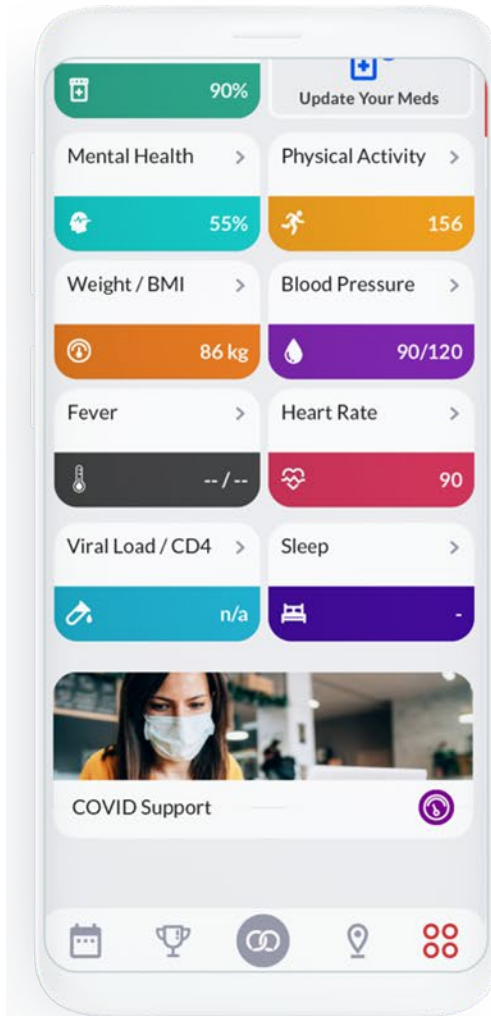 90%
Update Your Meds
Mental Health
Physical Activity
55%
156
Weight / BMI
Blood Pressure
86 kg
90/120
Fever
Heart Rate
-- / --
90
Viral Load / CD4
Sleep
n/a
-
COVID Support